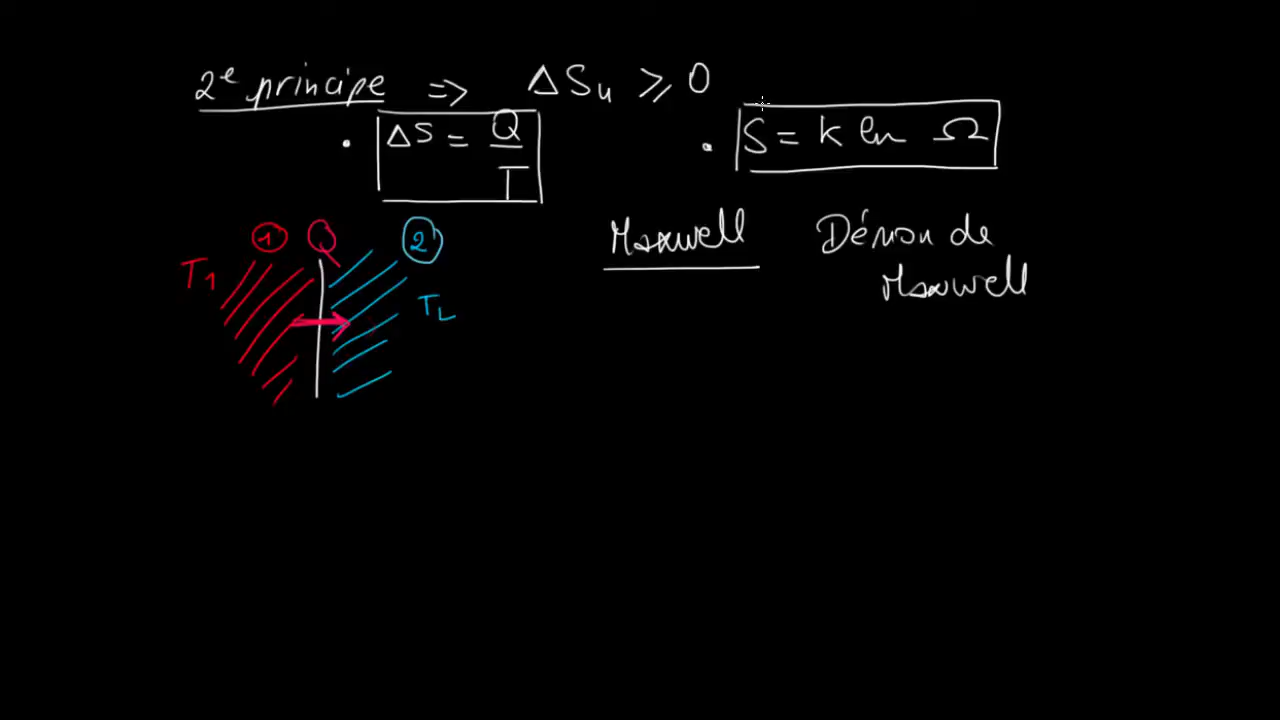 2e principe => ΔSu ⩾ 0
• ΔS = Q/T • S = k ln Ω
1 Q 2 Maxwell Démon de
T1 Maxwell
T2